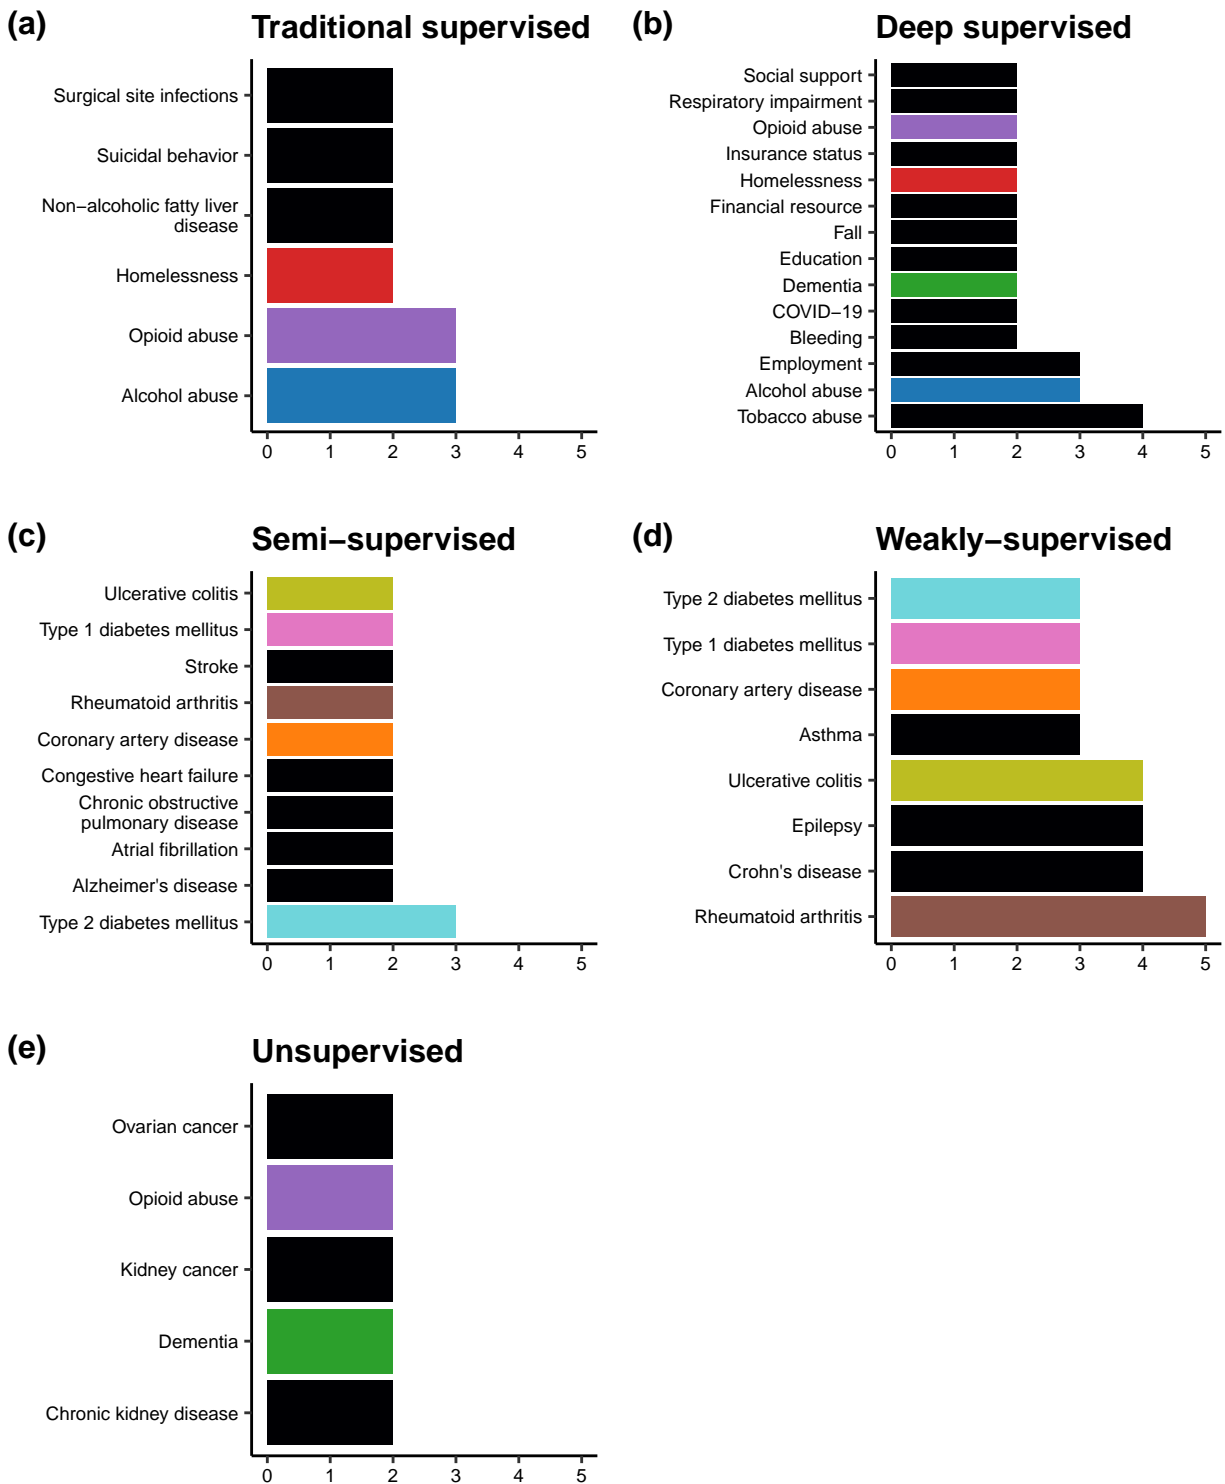 (a) Traditional supervised
Surgical site infections
Suicidal behavior
Non−alcoholic fatty liver
disease
Homelessness
Opioid abuse
Alcohol abuse
0 1 2 3 4 5
(b) Deep supervised
Social support
Respiratory impairment
Opioid abuse
Insurance status
Homelessness
Financial resource
Fall
Education
Dementia
COVID−19
Bleeding
Employment
Alcohol abuse
Tobacco abuse
0 1 2 3 4 5
(c) Semi−supervised
Ulcerative colitis
Type 1 diabetes mellitus
Stroke
Rheumatoid arthritis
Coronary artery disease
Congestive heart failure
Chronic obstructive
pulmonary disease
Atrial fibrillation
Alzheimer's disease
Type 2 diabetes mellitus
0 1 2 3 4 5
(d) Weakly−supervised
Type 2 diabetes mellitus
Type 1 diabetes mellitus
Coronary artery disease
Asthma
Ulcerative colitis
Epilepsy
Crohn's disease
Rheumatoid arthritis
0 1 2 3 4 5
(e) Unsupervised
Ovarian cancer
Opioid abuse
Kidney cancer
Dementia
Chronic kidney disease
0 1 2 3 4 5